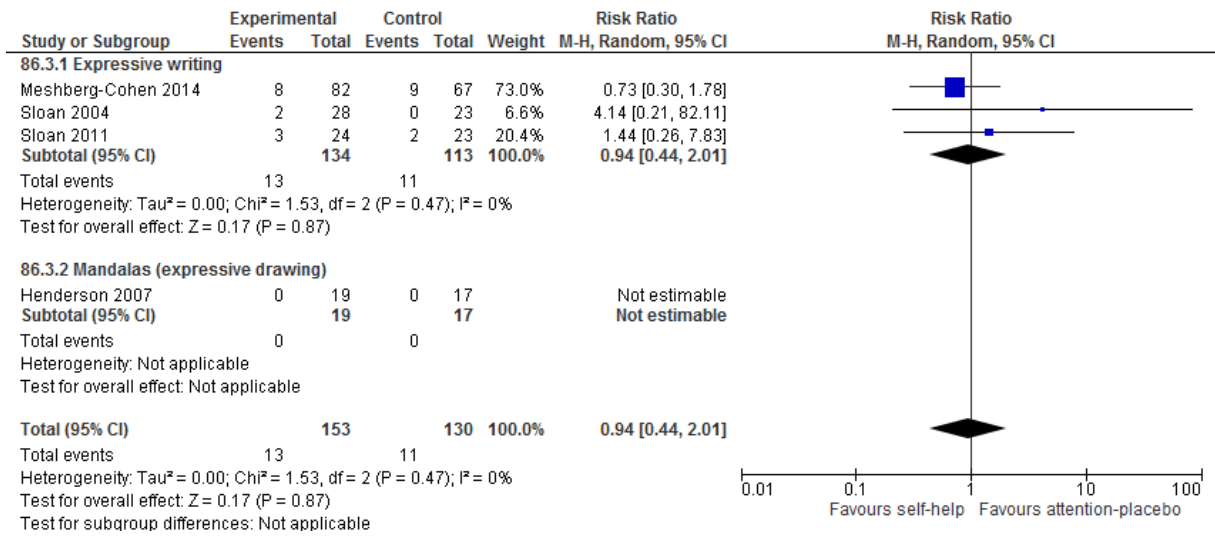 Experimental Control Risk Ratio Risk Ratio
Study or Subgroup Events Total Events Total Weight M-H, Random, 95% CI M-H, Random, 95% CI
86.3.1 Expressive writing
Meshberg-Cohen 2014 8 82 9 67 73.0% 0.73 [0.30, 1.78]
Sloan 2004 2 28 0 23 6.6% 4.14 [0.21, 82.11]
Sloan 2011 3 24 2 23 20.4% 1.44 [0.26, 7.83]
Subtotal (95% CI) 134 113 100.0% 0.94 [0.44, 2.01]
Total events 13 11
Heterogeneity: Tau² = 0.00; Chi² = 1.53, df = 2 (P = 0.47); I² = 0%
Test for overall effect: Z = 0.17 (P = 0.87)
86.3.2 Mandalas (expressive drawing)
Henderson 2007 0 19 0 17 Not estimable
Subtotal (95% CI) 19 17 Not estimable
Total events 0 0
Heterogeneity: Not applicable
Test for overall effect: Not applicable
Total (95% CI) 153 130 100.0% 0.94 [0.44, 2.01]
Total events 13 11
Heterogeneity: Tau² = 0.00; Chi² = 1.53, df = 2 (P = 0.47); I² = 0%
Test for overall effect: Z = 0.17 (P = 0.87)
Test for subgroup differences: Not applicable
0.01 0.1 1 10 100
Favours self-help Favours attention-placebo